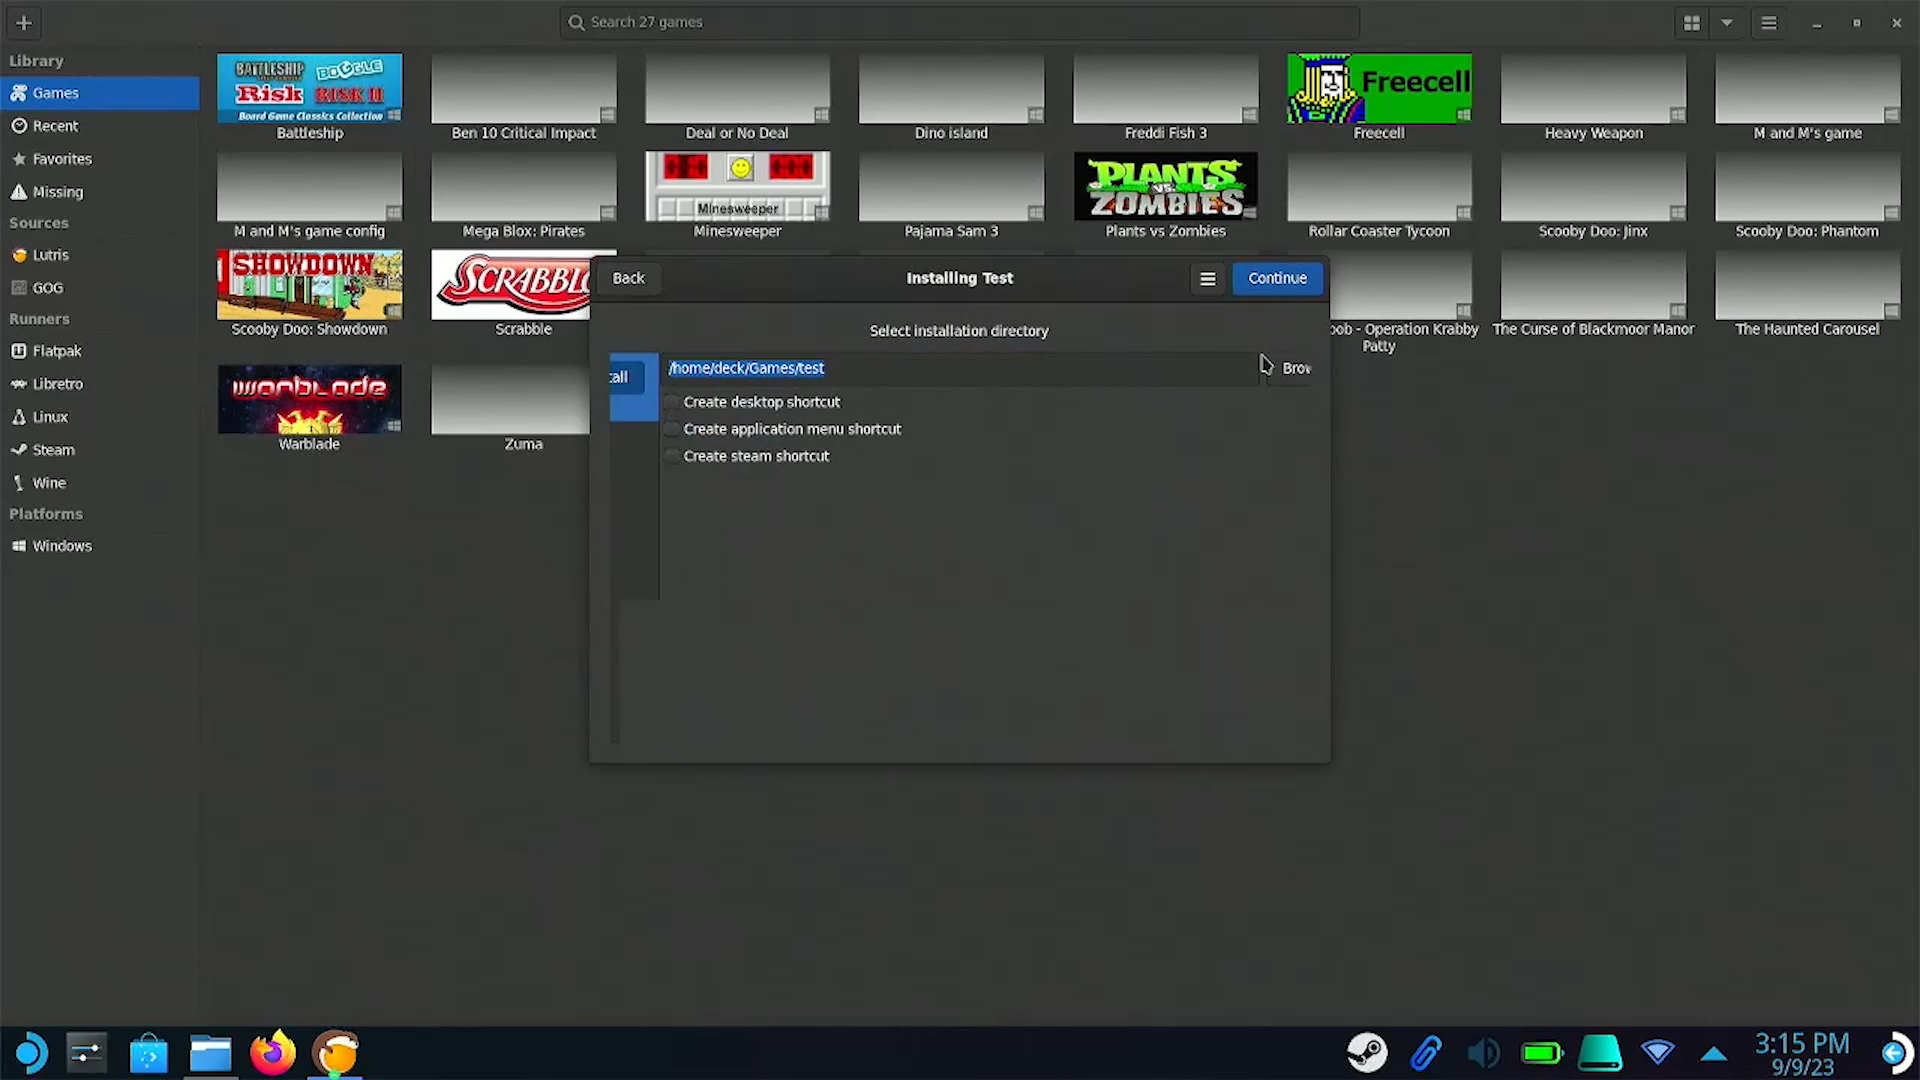 Search 27 games
Library
Games
Recent
Favorites
Missing
Sources
Lutris
GOG
Runners
Flatpak
Libretro
Linux
Steam
Wine
Platforms
Windows
BATTLESHIP
BOGGLE
Risk RISK II
Board Game Classics Collection
Battleship
Ben 10 Critical Impact
Deal or No Deal
Dino island
Freddi Fish 3
Freecell
Freecell
Heavy Weapon
M and M's game
M and M's game config
Mega Blox: Pirates
Minesweeper
Minesweeper
Pajama Sam 3
PLANTS
VS.
ZOMBIES
Plants vs Zombies
Rollar Coaster Tycoon
Scooby Doo: Jinx
Scooby Doo: Phantom
SHOWDOWN
Scooby Doo: Showdown
SCRABBL
Scrabble
oob - Operation Krabby
Patty
The Curse of Blackmoor Manor
The Haunted Carousel
warblade
Warblade
Zuma
Back
Installing Test
Continue
Select installation directory
all
/home/deck/Games/test
Brow
Create desktop shortcut
Create application menu shortcut
Create steam shortcut
3:15 PM
9/9/23